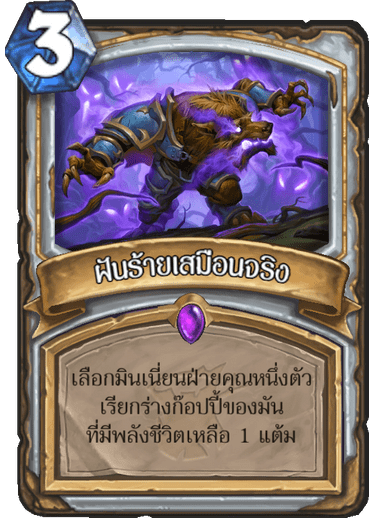 3
ฝันร้ายเสมือนจริง
เลือกมินเนี่ยนฝ่ายคุณหนึ่งตัว
เรียกร่างก๊อปปี้ของมัน
ที่มีพลังชีวิตเหลือ 1 แต้ม